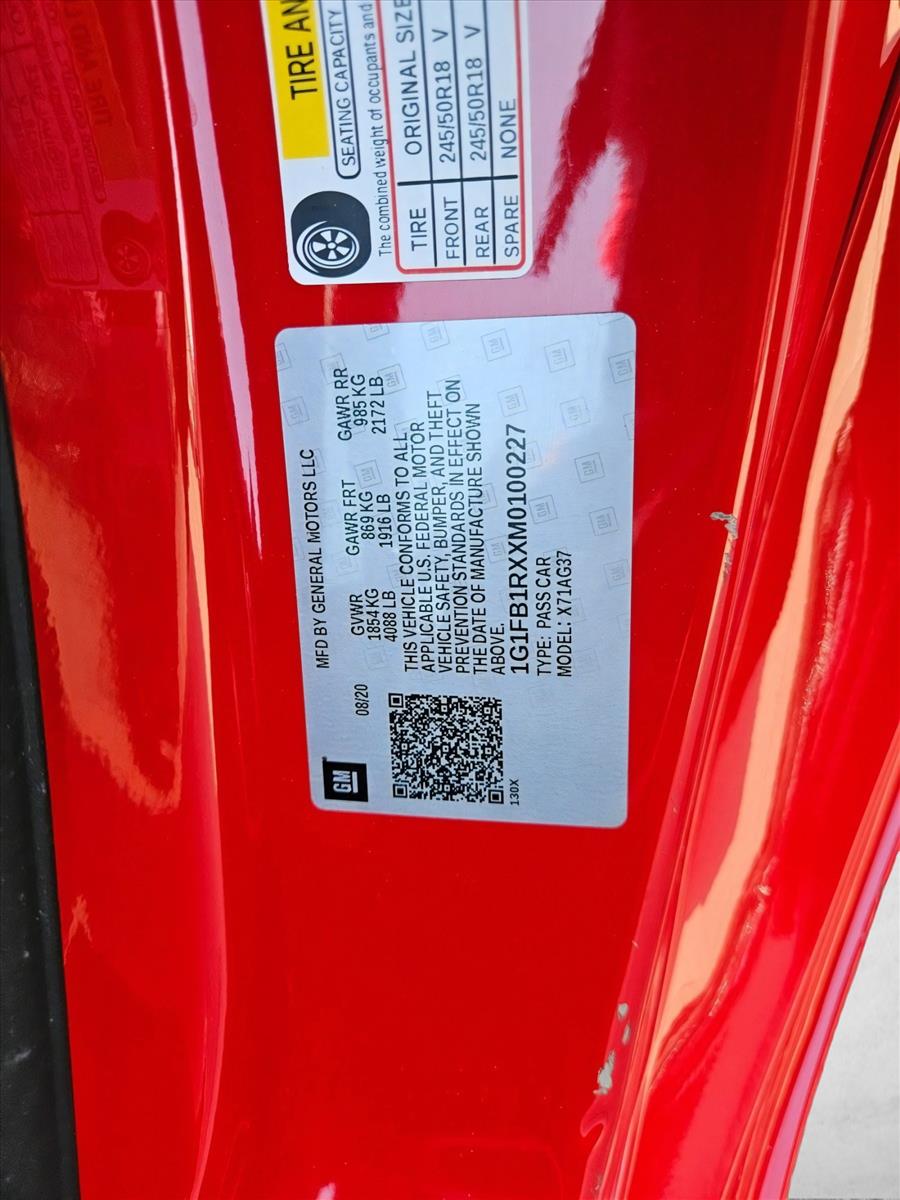 TIRE AN
SEATING CAPACITY
The combined weight of occupants and
TIRE ORIGINAL SIZE
FRONT 245/50R18 V
REAR 245/50R18 V
SPARE NONE
MFD BY GENERAL MOTORS LLC
08/20
GVWR GAWR FRT GAWR RR
1854 KG 869 KG 985 KG
4088 LB 1916 LB 2172 LB
THIS VEHICLE CONFORMS TO ALL
APPLICABLE U.S. FEDERAL MOTOR
VEHICLE SAFETY, BUMPER, AND THEFT
PREVENTION STANDARDS IN EFFECT ON
THE DATE OF MANUFACTURE SHOWN
ABOVE.
1G1FB1RXXM0100227
TYPE: PASS CAR
MODEL: X71AG37
GM
130X